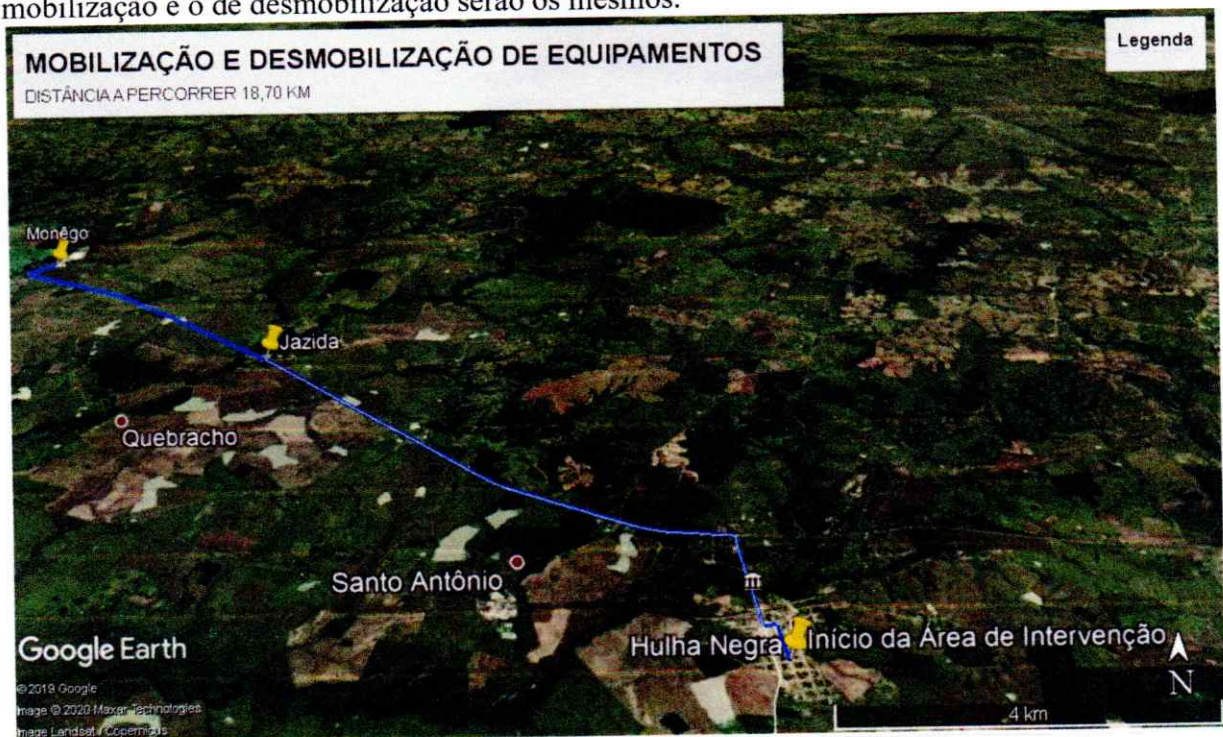 mobilização e o de desmobilização serão os mesmos.
MOBILIZAÇÃO E DESMOBILIZAÇÃO DE EQUIPAMENTOS
DISTÂNCIA A PERCORRER 18,70 KM
Legenda
Monêgo
Jazida
Quebracho
Santo Antônio
Hulha Negra
Início da Área de Intervenção
Google Earth
N
©2019 Google
mage © 2020 Maxar Technologies
mage Landsat / Copernicus
4 km